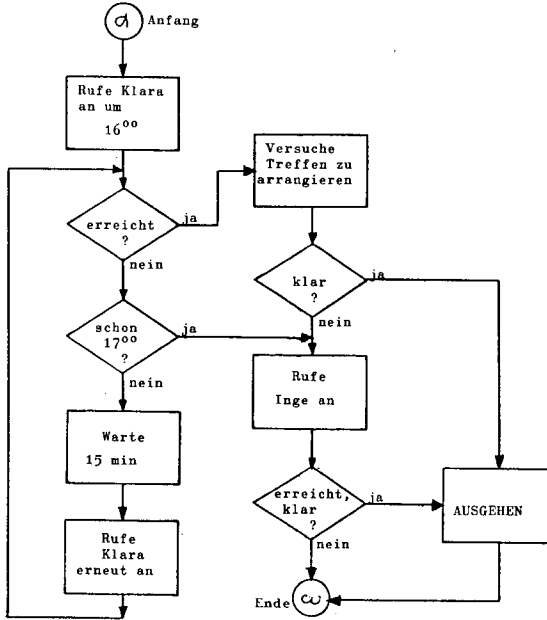 α Anfang
Rufe Klara
an um
16⁰⁰
erreicht
?
ja
nein
schon
17⁰⁰
?
ja
nein
Warte
15 min
Rufe
Klara
erneut an
Versuche
Treffen zu
arrangieren
klar
?
ja
nein
Rufe
Inge an
erreicht,
klar
?
ja
nein
AUSGEHEN
Ende ω